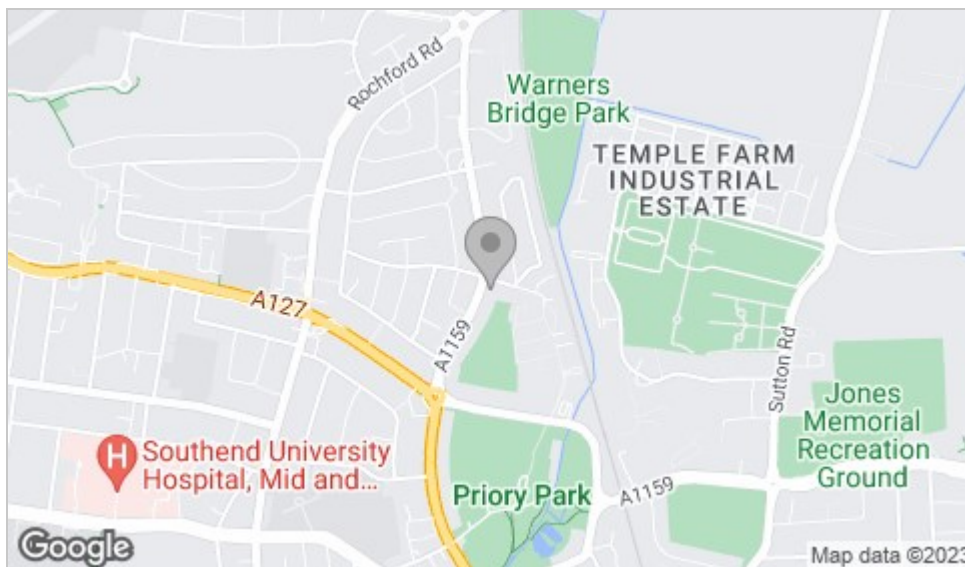 Rochford Rd
Warners
Bridge Park
TEMPLE FARM
INDUSTRIAL
ESTATE
A127
A1159
Sutton Rd
Jones
Memorial
Recreation
Ground
H
Southend University
Hospital, Mid and...
Priory Park
A1159
Google
Map data ©2023